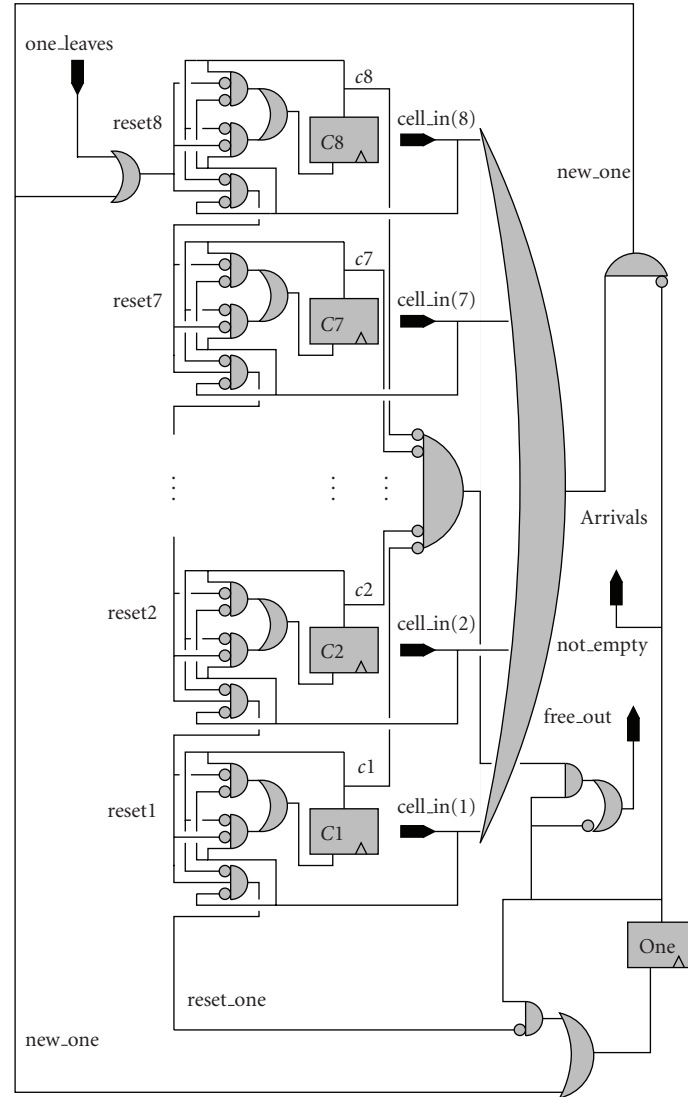 one_leaves
c8
reset8
cell_in(8)
C8
new_one
c7
reset7
cell_in(7)
C7
Arrivals
c2
reset2
cell_in(2)
C2
not_empty
free_out
c1
reset1
cell_in(1)
C1
One
reset_one
new_one